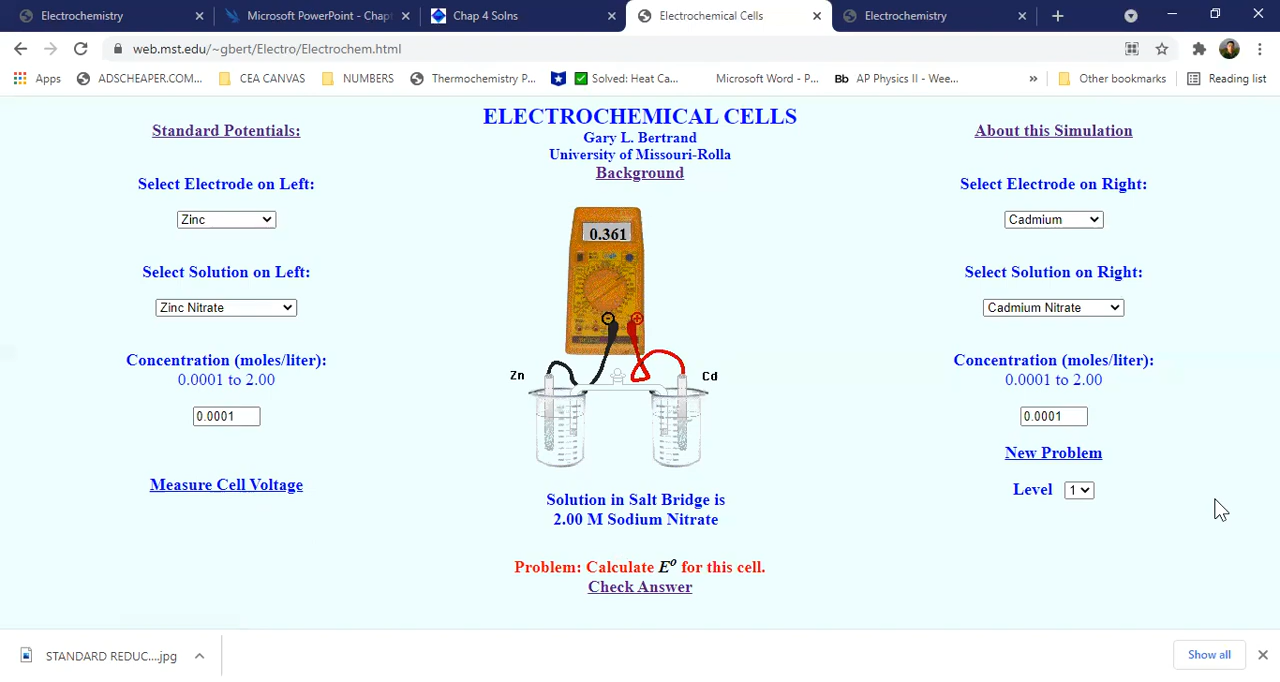 Electrochemistry
Microsoft PowerPoint - Chap
Chap 4 Solns
Electrochemical Cells
Electrochemistry
web.mst.edu/~gbert/Electro/Electrochem.html
Apps
ADSCHEAPER.COM...
CEA CANVAS
NUMBERS
Thermochemistry P...
Solved: Heat Ca...
Microsoft Word - P...
Bb AP Physics II - Wee...
»
Other bookmarks
Reading list
ELECTROCHEMICAL CELLS
Gary L. Bertrand
University of Missouri-Rolla
Background
Standard Potentials:
Select Electrode on Left:
Zinc
Select Solution on Left:
Zinc Nitrate
Concentration (moles/liter):
0.0001 to 2.00
0.0001
Measure Cell Voltage
0.361
Zn
Cd
Solution in Salt Bridge is
2.00 M Sodium Nitrate
Problem: Calculate Eº for this cell.
Check Answer
About this Simulation
Select Electrode on Right:
Cadmium
Select Solution on Right:
Cadmium Nitrate
Concentration (moles/liter):
0.0001 to 2.00
0.0001
New Problem
Level 1
STANDARD REDUC....jpg
Show all